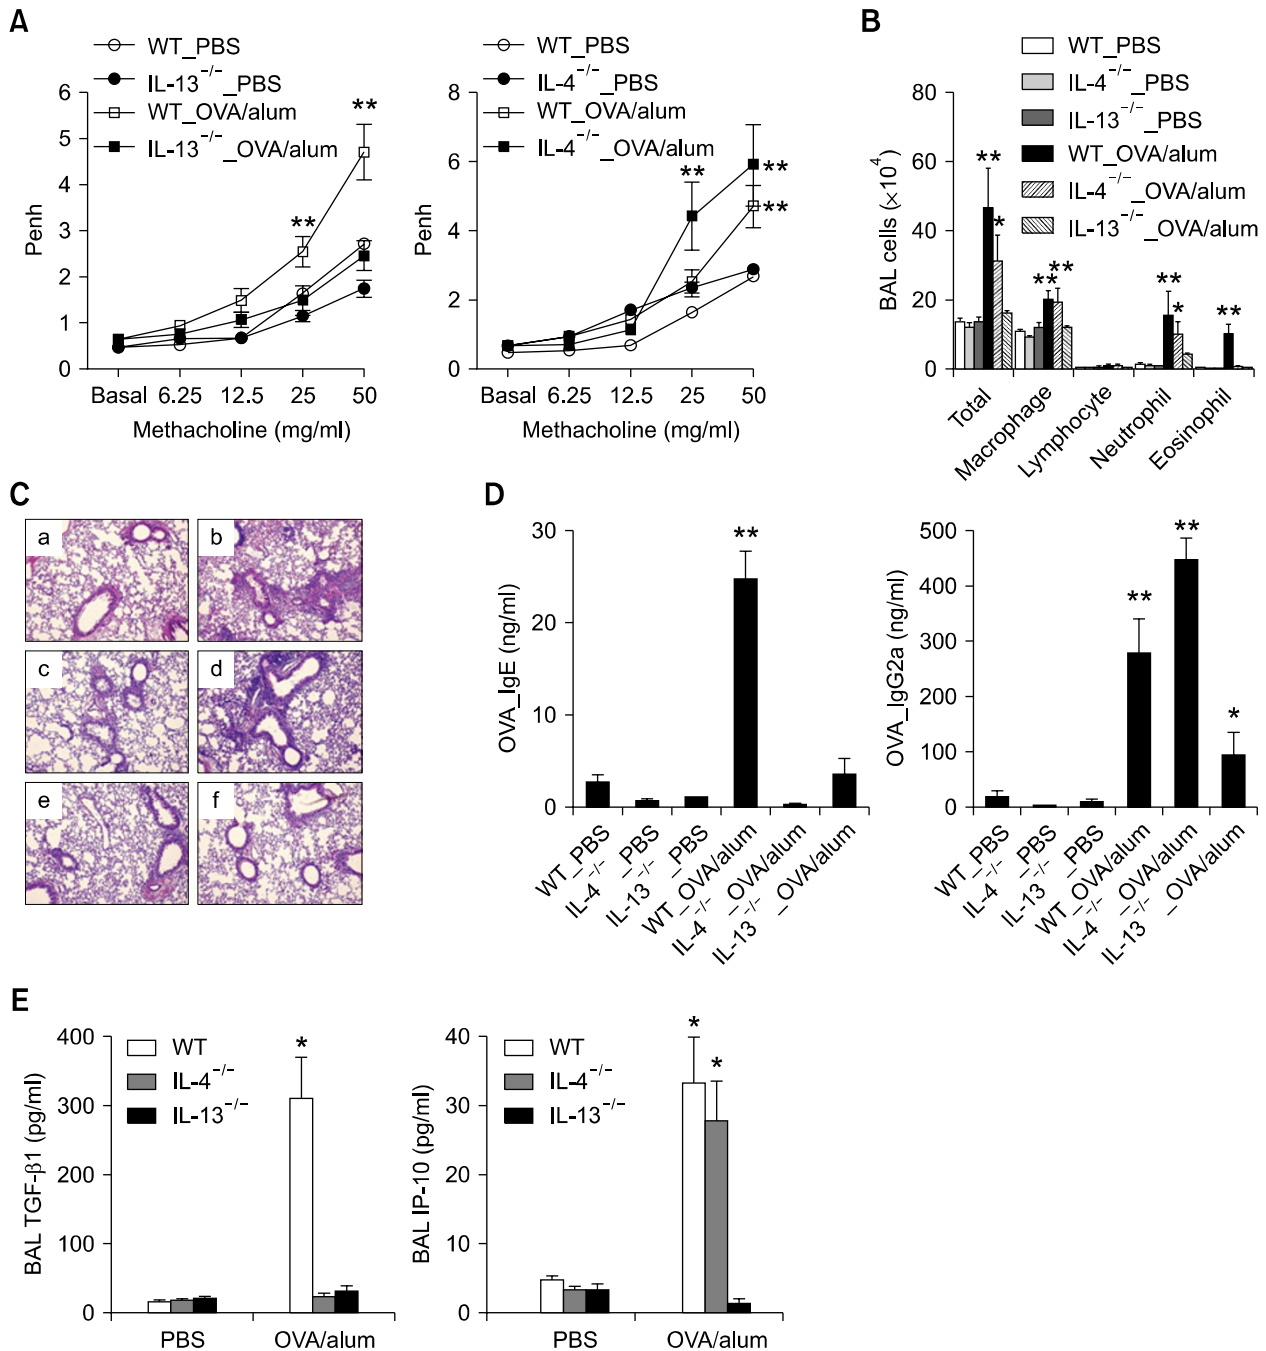 A
WT_PBS
IL-13−/−_PBS
WT_OVA/alum
IL-13−/−_OVA/alum
6
5
4
3
2
1
0
Penh
**
**
Basal 6.25 12.5 25 50
Methacholine (mg/ml)
WT_PBS
IL-4−/−_PBS
WT_OVA/alum
IL-4−/−_OVA/alum
8
6
4
2
0
Penh
**
**
**
Basal 6.25 12.5 25 50
Methacholine (mg/ml)
B
WT_PBS
IL-4−/−_PBS
IL-13−/−_PBS
WT_OVA/alum
IL-4−/−_OVA/alum
IL-13−/−_OVA/alum
80
60
40
20
0
BAL cells (×10⁴)
**
*
** **
**
*
**
Total
Macrophage
Lymphocyte
Neutrophil
Eosinophil
C
a
b
c
d
e
f
D
30
20
10
0
OVA_IgE (ng/ml)
**
WT_PBS
IL-4−/−_PBS
IL-13−/−_PBS
WT_OVA/alum
IL-4−/−_OVA/alum
IL-13−/−_OVA/alum
500
400
300
200
100
0
OVA_IgG2a (ng/ml)
**
**
*
WT_PBS
IL-4−/−_PBS
IL-13−/−_PBS
WT_OVA/alum
IL-4−/−_OVA/alum
IL-13−/−_OVA/alum
E
400
300
200
100
0
BAL TGF-β1 (pg/ml)
WT
IL-4−/−
IL-13−/−
*
PBS OVA/alum
40
30
20
10
0
BAL IP-10 (pg/ml)
WT
IL-4−/−
IL-13−/−
*
*
PBS OVA/alum